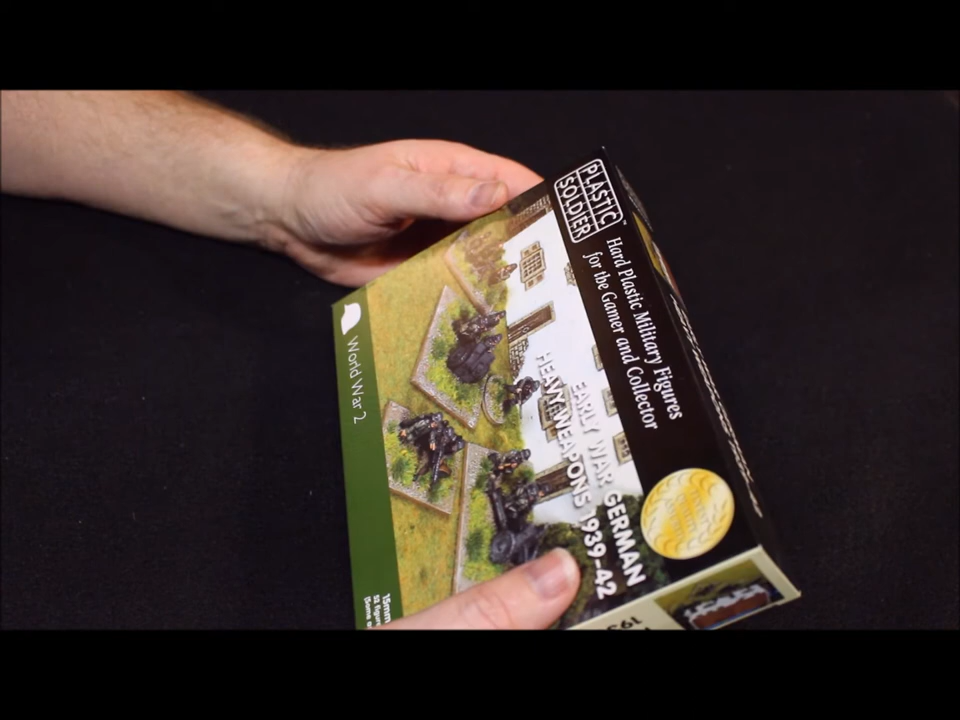 PLASTIC
SOLDIER
Hard Plastic Military Figures
for the Gamer and Collector
EARLY WAR GERMAN
HEAVY WEAPONS 1939-42
World War 2
15mm